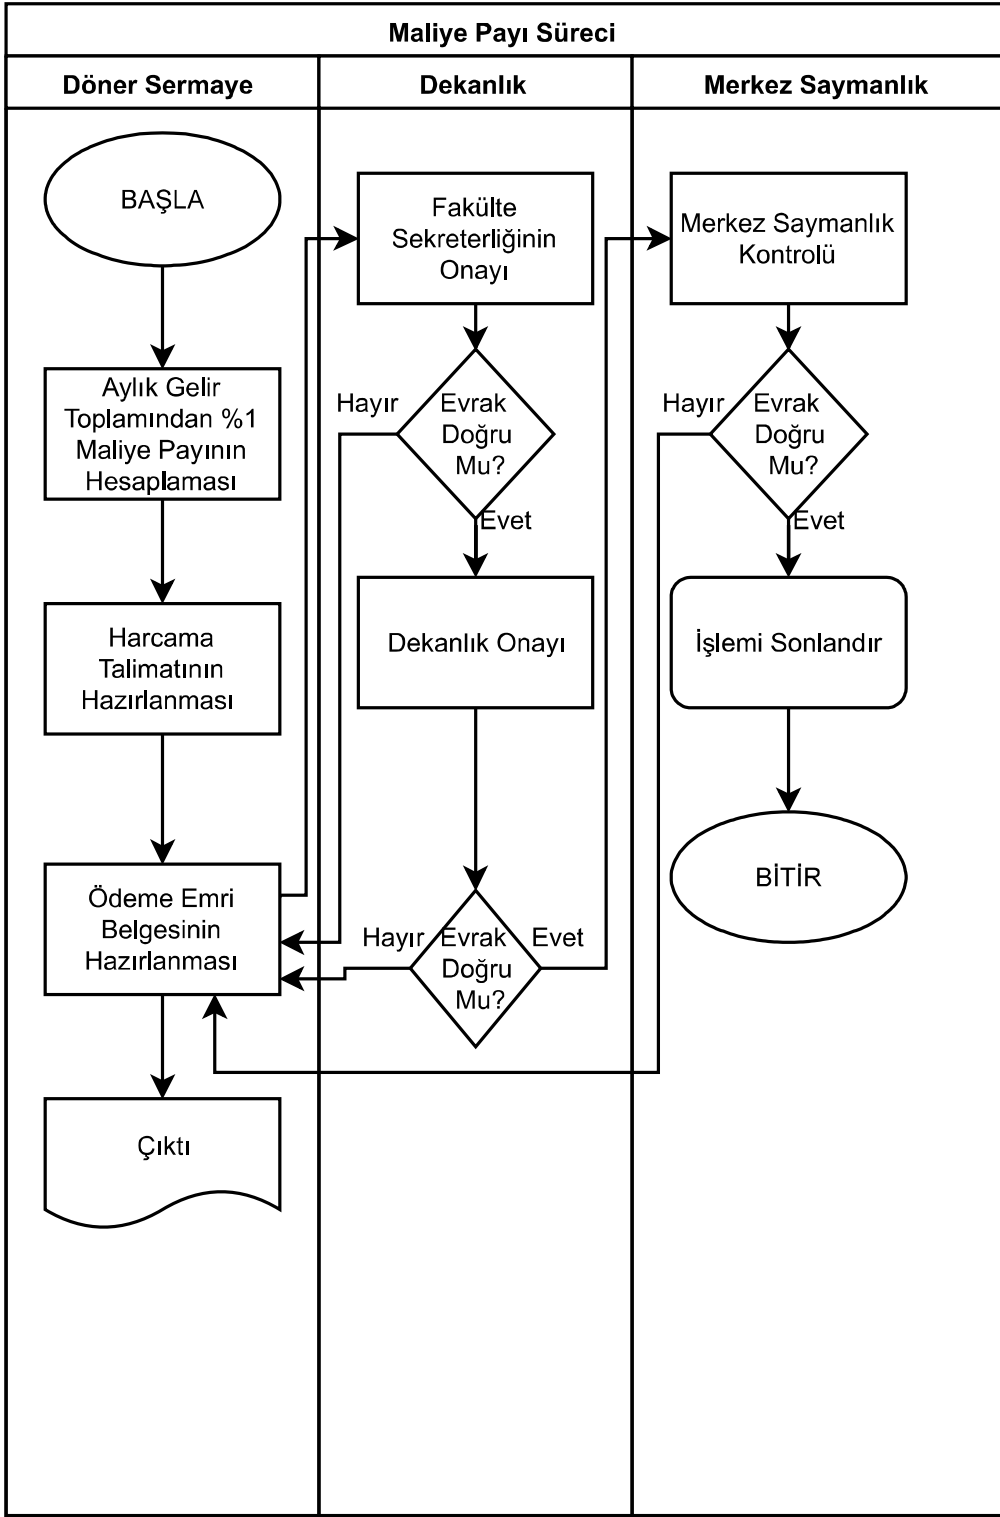 Maliye Payı Süreci
Döner Sermaye
Dekanlık
Merkez Saymanlık
BAŞLA
Aylık Gelir
Toplamından %1
Maliye Payının
Hesaplaması
Harcama
Talimatının
Hazırlanması
Ödeme Emri
Belgesinin
Hazırlanması
Çıktı
Fakülte
Sekreterliğinin
Onayı
Hayır
Evrak
Doğru
Mu?
Evet
Dekanlık Onayı
Hayır
Evrak
Doğru
Mu?
Evet
Merkez Saymanlık
Kontrolü
Hayır
Evrak
Doğru
Mu?
Evet
İşlemi Sonlandır
BİTİR